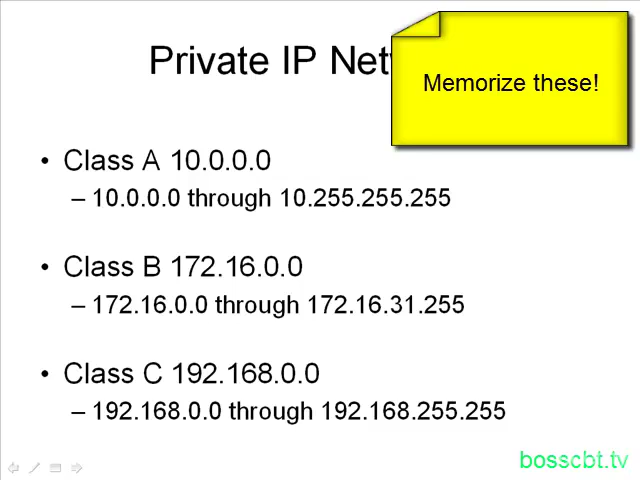 Private IP Net
Memorize these!
• Class A 10.0.0.0
– 10.0.0.0 through 10.255.255.255
• Class B 172.16.0.0
– 172.16.0.0 through 172.16.31.255
• Class C 192.168.0.0
– 192.168.0.0 through 192.168.255.255
bosscbt.tv